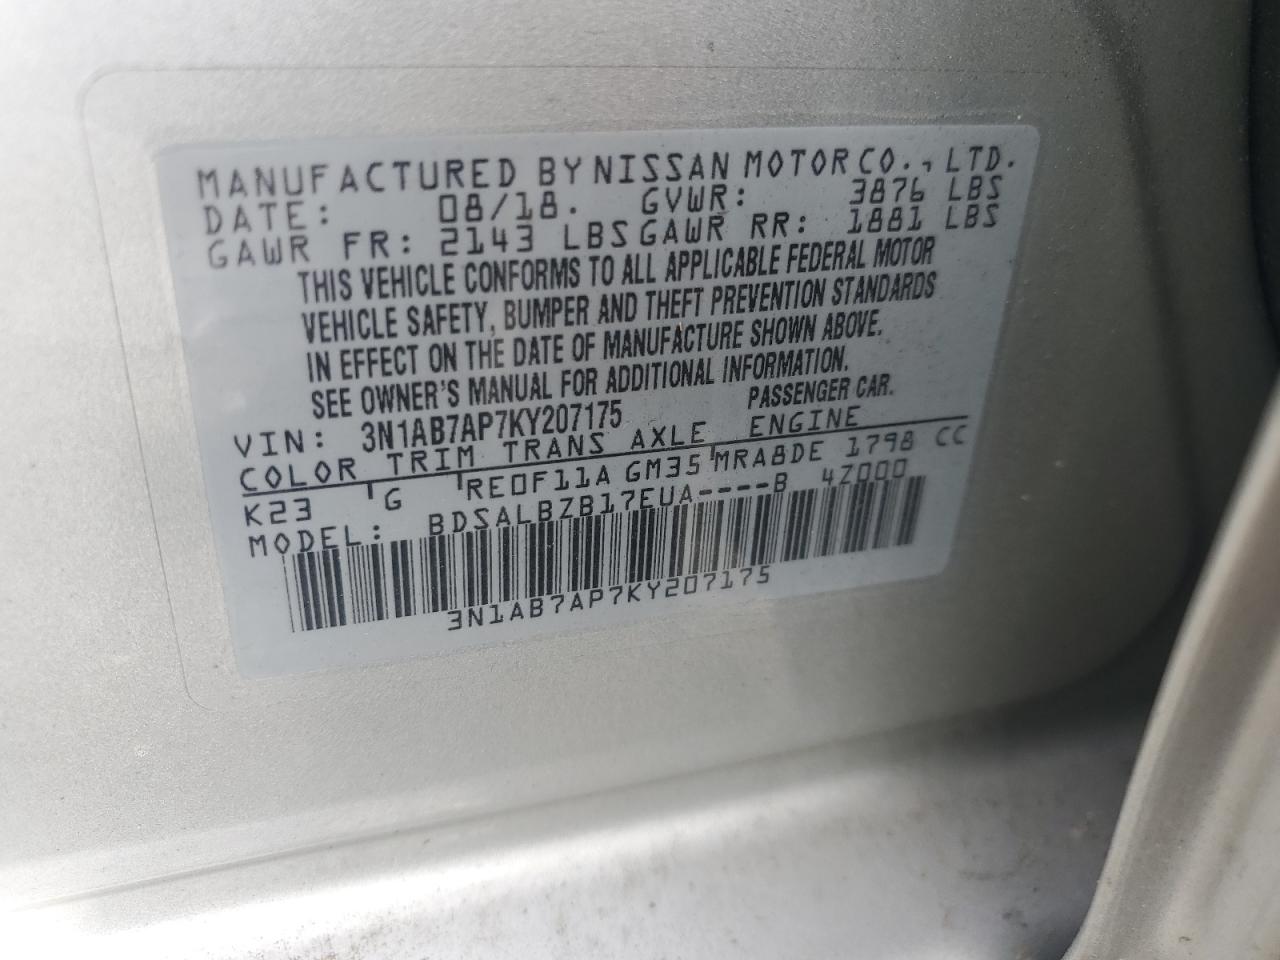 MANUFACTURED BY NISSAN MOTOR CO., LTD.
DATE: 08/18. GVWR: 3876 LBS
GAWR FR: 2143 LBS GAWR RR: 1881 LBS
THIS VEHICLE CONFORMS TO ALL APPLICABLE FEDERAL MOTOR
VEHICLE SAFETY, BUMPER AND THEFT PREVENTION STANDARDS
IN EFFECT ON THE DATE OF MANUFACTURE SHOWN ABOVE.
SEE OWNER'S MANUAL FOR ADDITIONAL INFORMATION.
VIN: 3N1AB7AP7KY207175 PASSENGER CAR.
COLOR TRIM TRANS AXLE ENGINE
K23 G RE0F11A GM35 MRA8DE 1798 CC
MODEL: BDSALBZB17EUA----B 4Z000
3N1AB7AP7KY207175